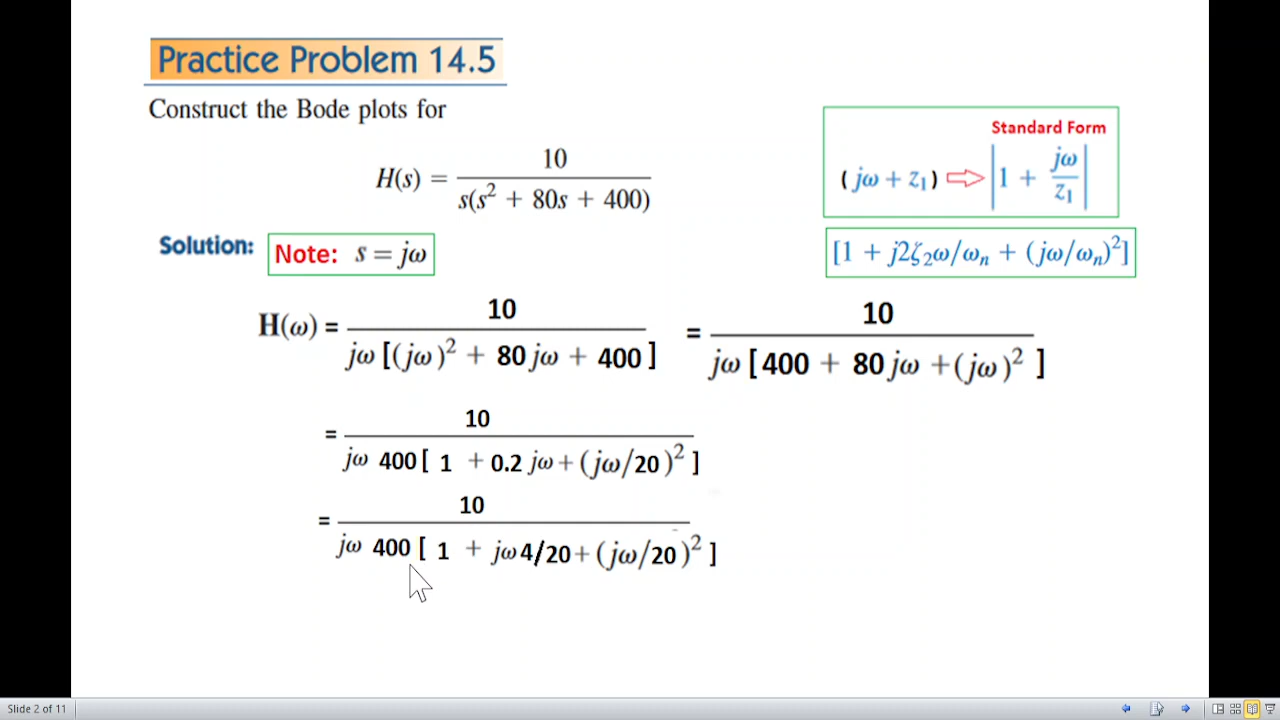 Practice Problem 14.5
Construct the Bode plots for
H(s) = 10 / s(s² + 80s + 400)
Standard Form
(jω + z₁) ⇨ |1 + jω/z₁|
Solution:
Note: s = jω
[1 + j2ζ₂ω/ωₙ + (jω/ωₙ)²]
H(ω) = 10 / jω [(jω)² + 80 jω + 400 ]
= 10 / jω [ 400 + 80 jω + (jω)² ]
= 10 / jω 400 [ 1 + 0.2 jω + (jω/20)² ]
= 10 / jω 400 [ 1 + jω 4/20 + (jω/20)² ]
Slide 2 of 11